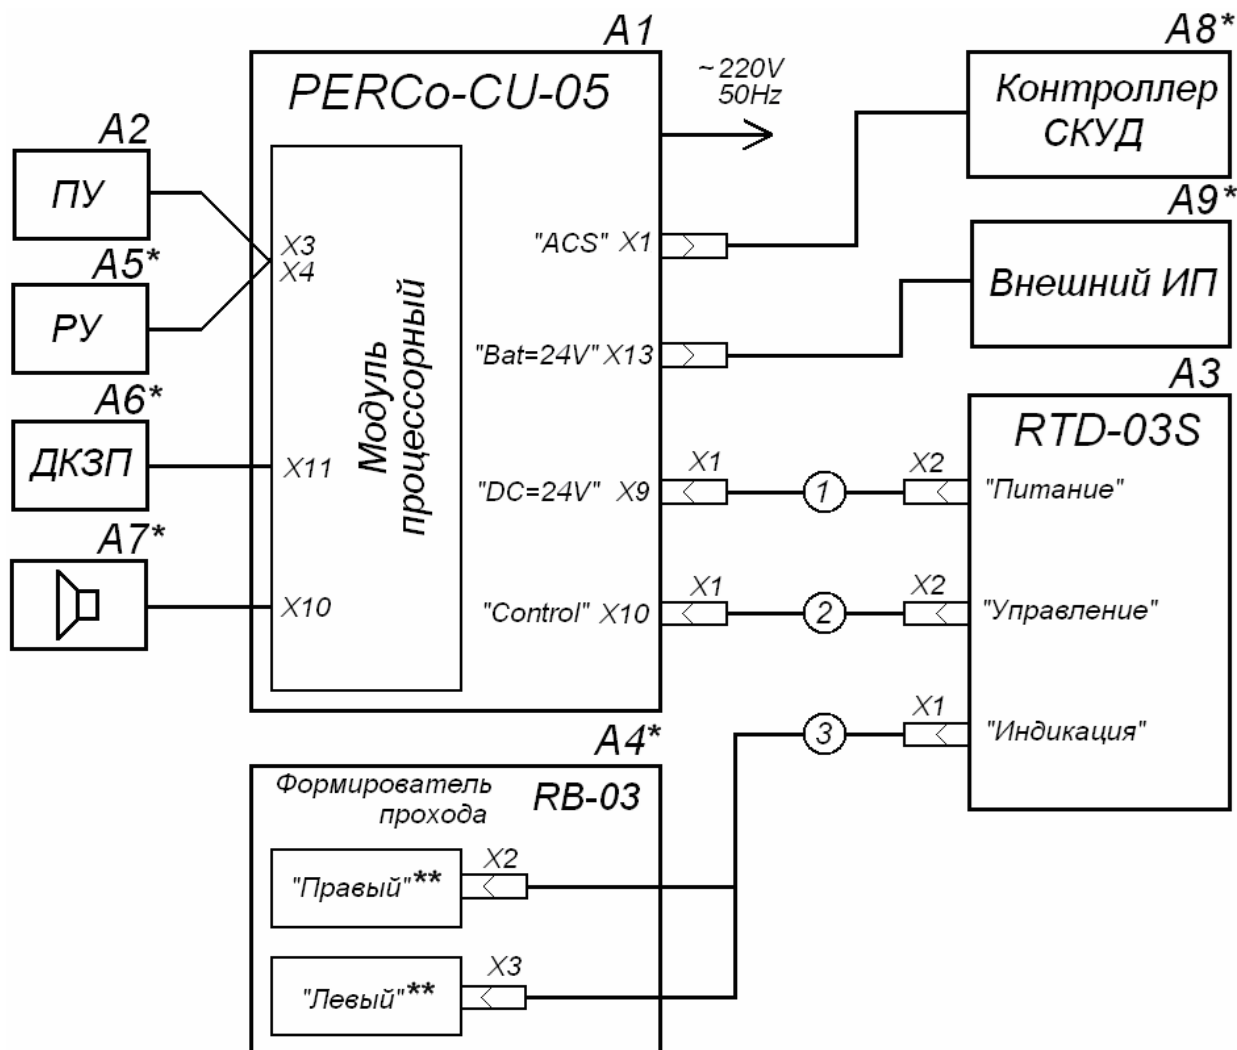 A1
PERCo-CU-05
~220V
50Hz
A8*
Контроллер
СКУД
A2
ПУ
A9*
Внешний ИП
X3
X4
"ACS" X1
A5*
РУ
Модуль
процессорный
"Bat=24V" X13
A3
RTD-03S
A6*
ДКЗП
X11
"DC=24V" X9
X1
1
X2
"Питание"
A7*
X10
"Control" X10
X1
2
X2
"Управление"
3
X1
"Индикация"
A4*
Формирователь
прохода
RB-03
"Правый"**
X2
"Левый"**
X3